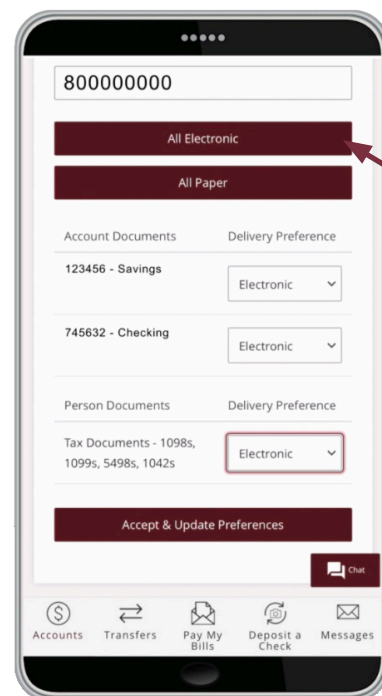 800000000
All Electronic
All Paper
Account Documents Delivery Preference
123456 - Savings
Electronic
745632 - Checking
Electronic
Person Documents Delivery Preference
Tax Documents - 1098s,
1099s, 5498s, 1042s
Electronic
Accept & Update Preferences
Chat
Accounts Transfers Pay My Bills Deposit a Check Messages